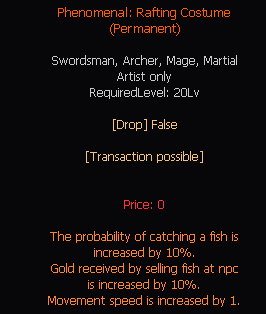 Phenomenal: Rafting Costume
(Permanent)
Swordsman, Archer, Mage, Martial
Artist only
RequiredLevel: 20Lv
[Drop] False
[Transaction possible]
Price: 0
The probability of catching a fish is
increased by 10%.
Gold received by selling fish at npc
is increased by 10%.
Movement speed is increased by 1.